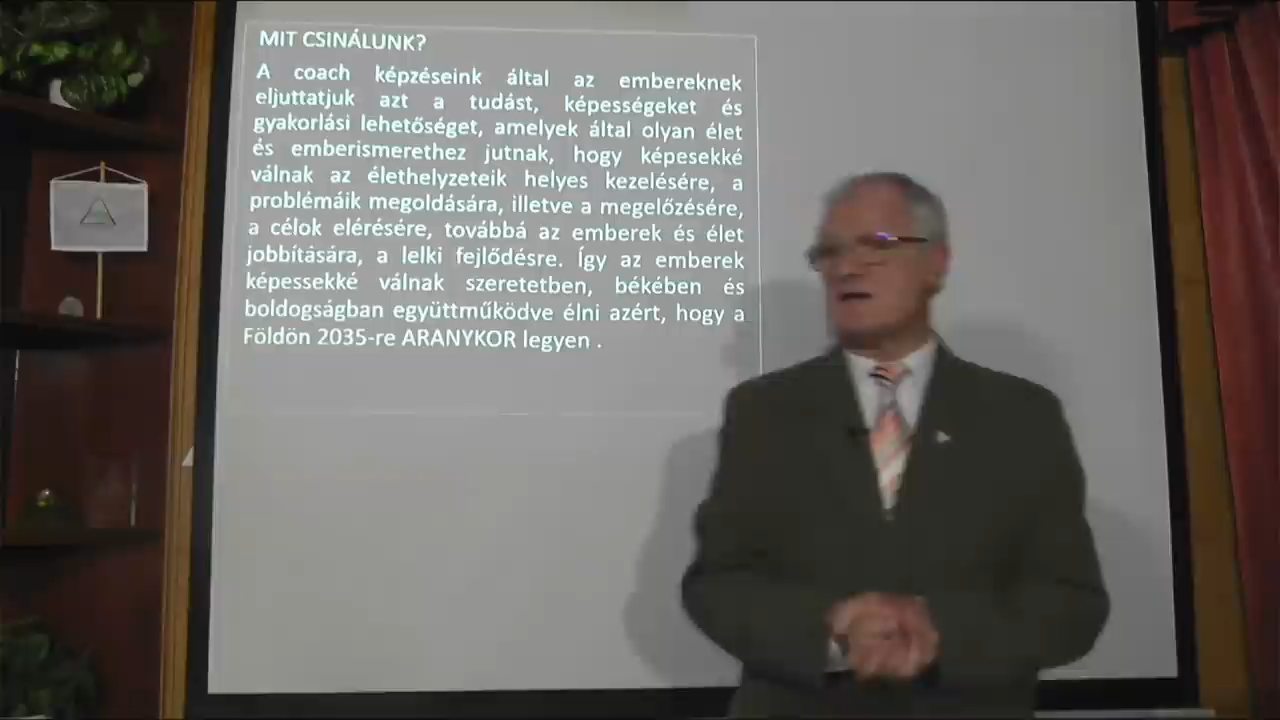 MIT CSINÁLUNK?
A coach képzéseink által az embereknek
eljuttatjuk azt a tudást, képességeket és
gyakorlási lehetőséget, amelyek által olyan élet
és emberismerethez jutnak, hogy képesekké
válnak az élethelyzeteik helyes kezelésére, a
problémáik megoldására, illetve a megelőzésére,
a célok elérésére, továbbá az emberek és élet
jobbítására, a lelki fejlődésre. Így az emberek
képessekké válnak szeretetben, békében és
boldogságban együttműködve élni azért, hogy a
Földön 2035-re ARANYKOR legyen .